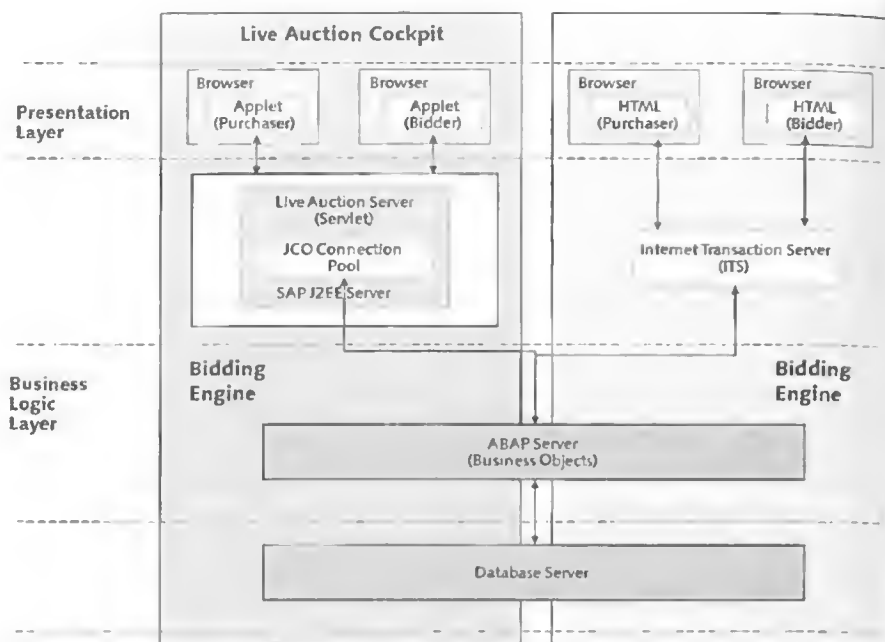 Live Auction Cockpit
Presentation
Layer
Browser
Applet
(Purchaser)
Browser
Applet
(Bidder)
Browser
HTML
(Purchaser)
Browser
HTML
(Bidder)
Live Auction Server
(Servlet)
JCO Connection
Pool
SAP J2EE Server
Internet Transaction Server
(ITS)
Business
Logic
Layer
Bidding
Engine
Bidding
Engine
ABAP Server
(Business Objects)
Database Server